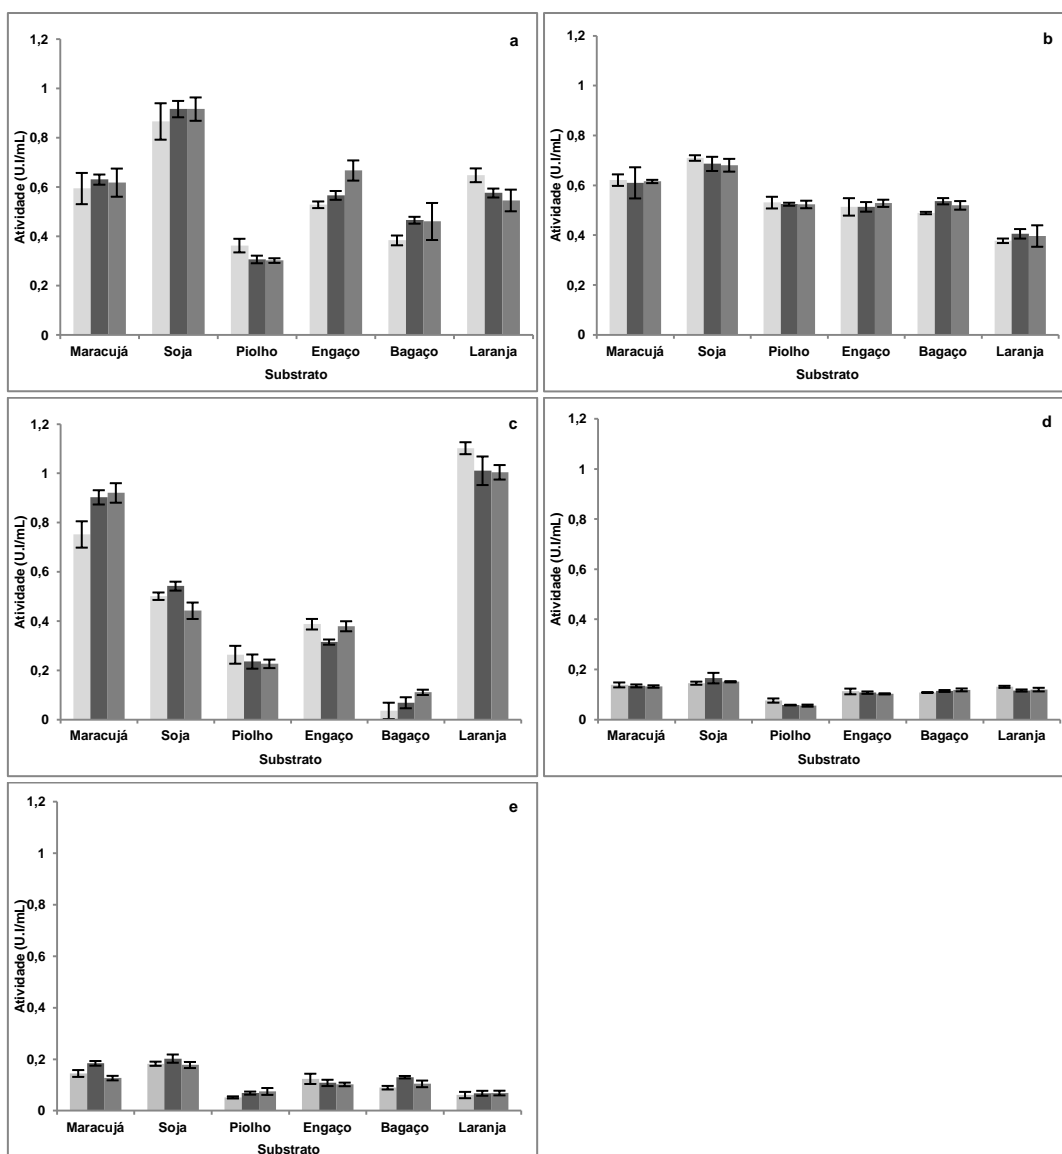 a
1,2
1
0,8
0,6
0,4
0,2
0
Atividade (U.I/mL)
Maracujá Soja Piolho Engaço Bagaço Laranja
Substrato
b
1,2
1
0,8
0,6
0,4
0,2
0
Atividade (U.I/mL)
Maracujá Soja Piolho Engaço Bagaço Laranja
Substrato
c
1,2
1
0,8
0,6
0,4
0,2
0
Atividade (U.I/mL)
Maracujá Soja Piolho Engaço Bagaço Laranja
Substrato
d
1,2
1
0,8
0,6
0,4
0,2
0
Atividade (U.I/mL)
Maracujá Soja Piolho Engaço Bagaço Laranja
Substrato
e
1,2
1
0,8
0,6
0,4
0,2
0
Atividade (U.I/mL)
Maracujá Soja Piolho Engaço Bagaço Laranja
Substrato